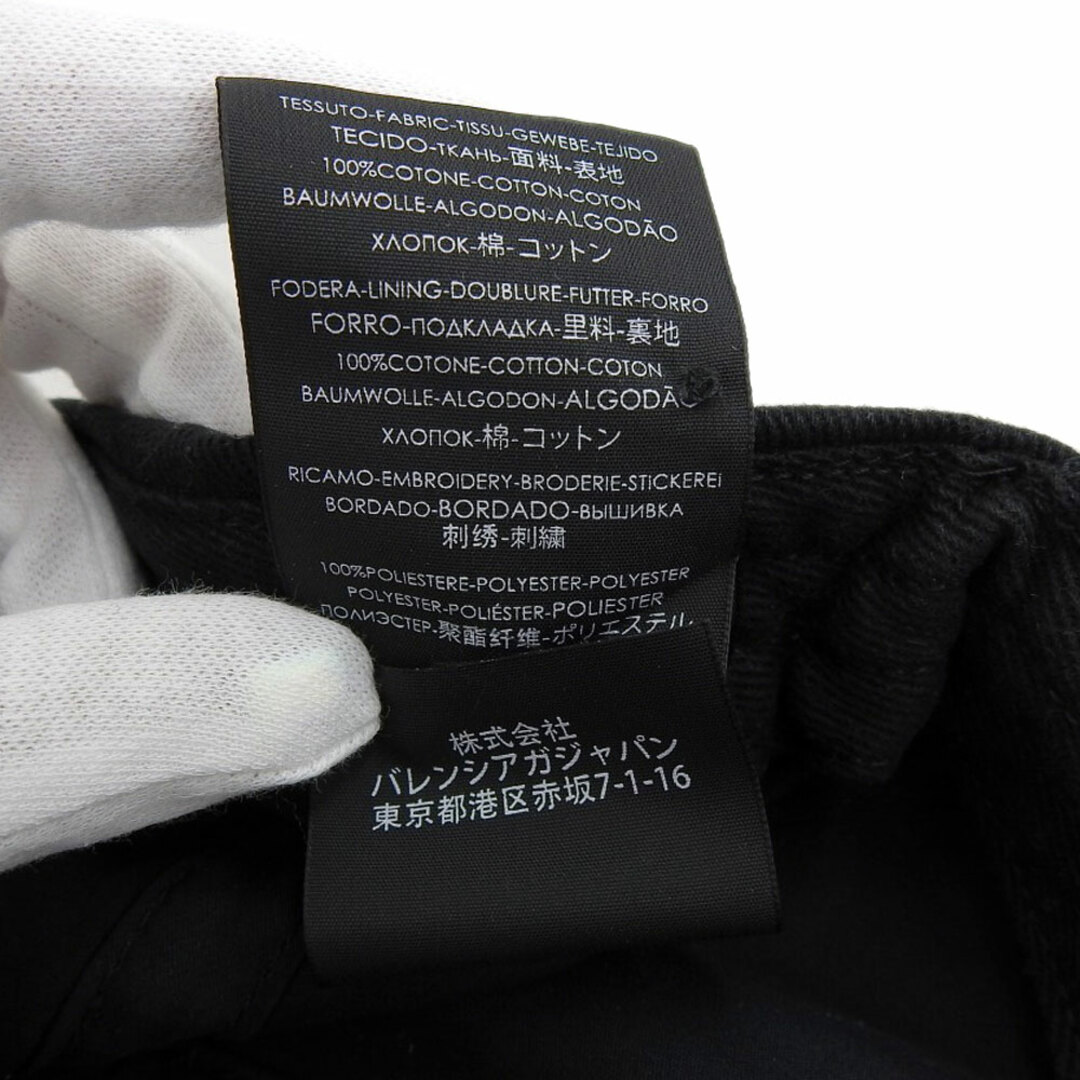 TESSUTO-FABRIC-TISSU-GEWEBE-TEJIDO
TECIDO-ТКАНЬ-面料-表地
100%COTONE-COTTON-COTON
BAUMWOLLE-ALGODON-ALGODÃO
ХЛОПОК-棉-コットン
FODERA-LINING-DOUBLURE-FUTTER-FORRO
FORRO-ПОДКЛАДКА-里料-裏地
100%COTONE-COTTON-COTON
BAUMWOLLE-ALGODON-ALGODÃO
ХЛОПОК-棉-コットン
RICAMO-EMBROIDERY-BRODERIE-STICKEREI
BORDADO-BORDADO-ВЫШИВКА
刺绣-刺繍
100%POLIESTERE-POLYESTER-POLYESTER
POLYESTER-POLIÉSTER-POLIESTER
ПОЛИЭСТЕР-聚酯纤维-ポリエステル
株式会社
バレンシアガジャパン
東京都港区赤坂7-1-16